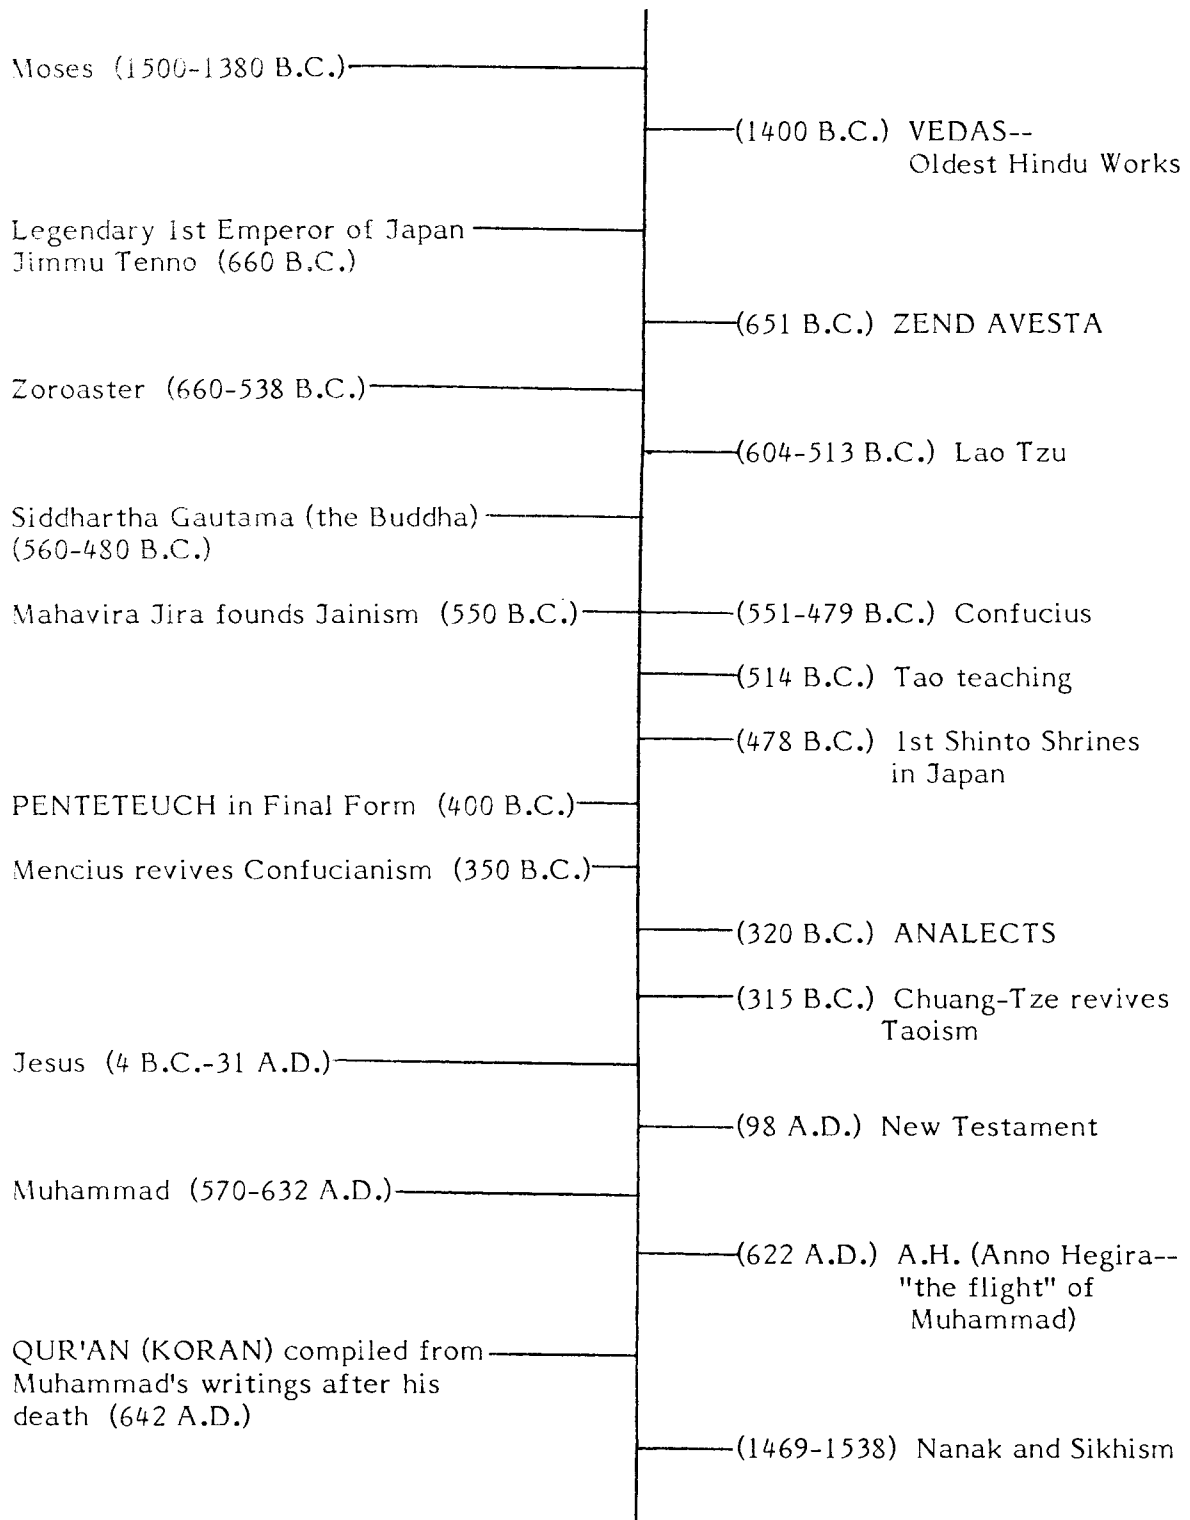 Moses (1500-1380 B.C.)
(1400 B.C.) VEDAS--
Oldest Hindu Works
Legendary 1st Emperor of Japan
Jimmu Tenno (660 B.C.)
(651 B.C.) ZEND AVESTA
Zoroaster (660-538 B.C.)
(604-513 B.C.) Lao Tzu
Siddhartha Gautama (the Buddha)
(560-480 B.C.)
Mahavira Jira founds Jainism (550 B.C.)
(551-479 B.C.) Confucius
(514 B.C.) Tao teaching
(478 B.C.) 1st Shinto Shrines
in Japan
PENTETEUCH in Final Form (400 B.C.)
Mencius revives Confucianism (350 B.C.)
(320 B.C.) ANALECTS
(315 B.C.) Chuang-Tze revives
Taoism
Jesus (4 B.C.-31 A.D.)
(98 A.D.) New Testament
Muhammad (570-632 A.D.)
(622 A.D.) A.H. (Anno Hegira--
"the flight" of
Muhammad)
QUR'AN (KORAN) compiled from
Muhammad's writings after his
death (642 A.D.)
(1469-1538) Nanak and Sikhism